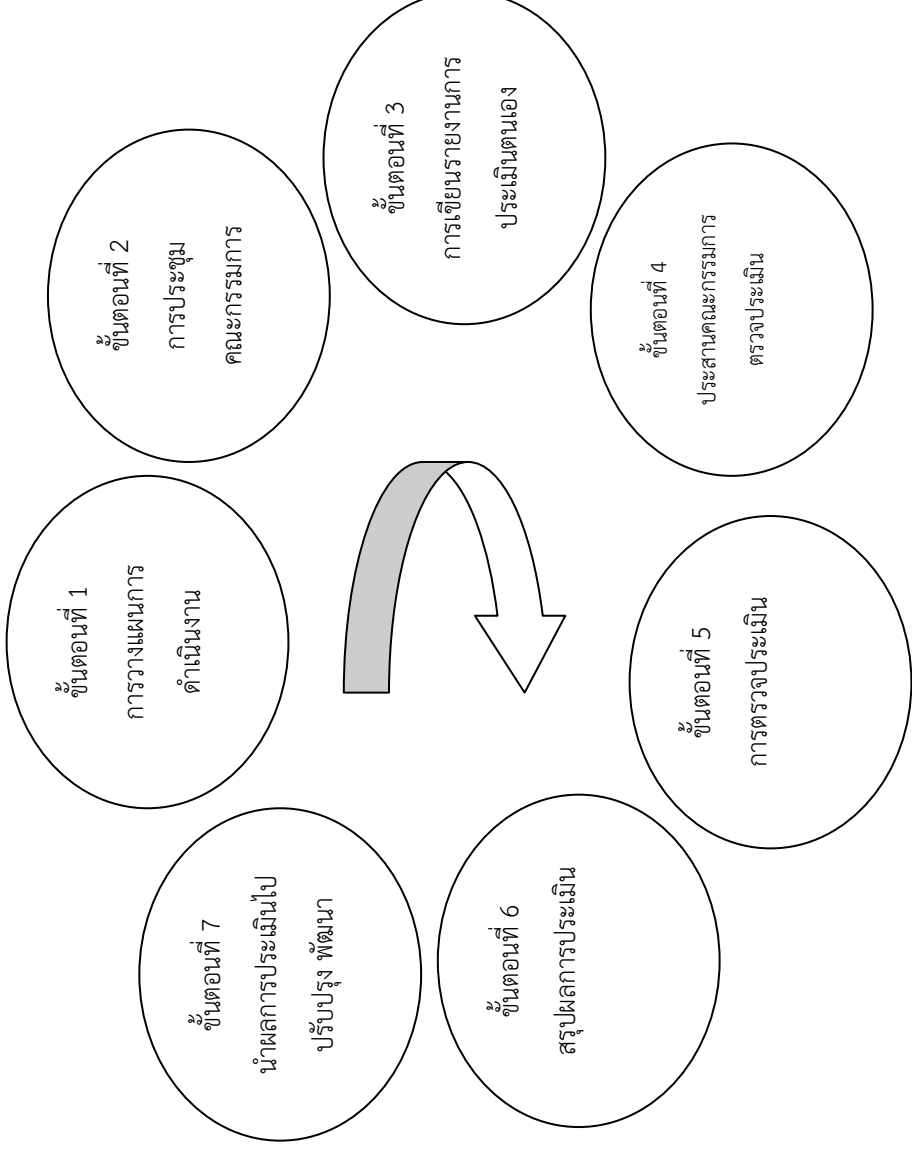 ขั้นตอนที่ 1
การวางแผนการ
ดำเนินงาน
ขั้นตอนที่ 2
การประชุม
คณะกรรมการ
ขั้นตอนที่ 3
การเขียนรายงานการ
ประเมินตนเอง
ขั้นตอนที่ 4
ประสานคณะกรรมการ
ตรวจประเมิน
ขั้นตอนที่ 5
การตรวจประเมิน
ขั้นตอนที่ 6
สรุปผลการประเมิน
ขั้นตอนที่ 7
นำผลการประเมินไป
ปรับปรุง พัฒนา